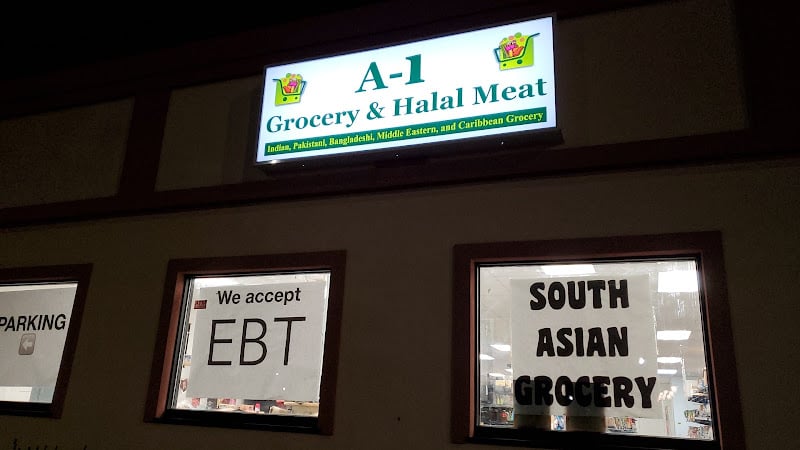 A-1
Grocery & Halal Meat
Indian, Pakistani, Bangladeshi, Middle Eastern, and Caribbean Grocery
PARKING
We accept
EBT
SOUTH
ASIAN
GROCERY